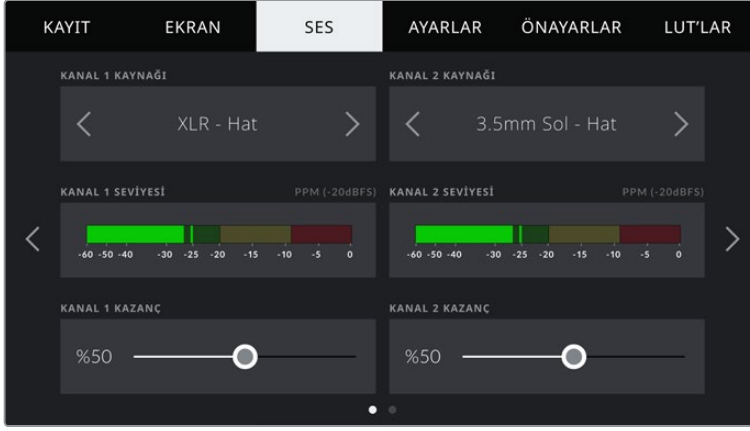 KAYIT EKRAN SES AYARLAR ÖNAYARLAR LUT'LAR
KANAL 1 KAYNAĞI KANAL 2 KAYNAĞI
XLR - Hat 3.5mm Sol - Hat
KANAL 1 SEVİYESİ PPM (-20dBFS) KANAL 2 SEVİYESİ PPM (-20dBFS)
-60 -50 -40 -30 -25 -20 -15 -10 -5 0 -60 -50 -40 -30 -25 -20 -15 -10 -5 0
KANAL 1 KAZANÇ KANAL 2 KAZANÇ
%50 %50